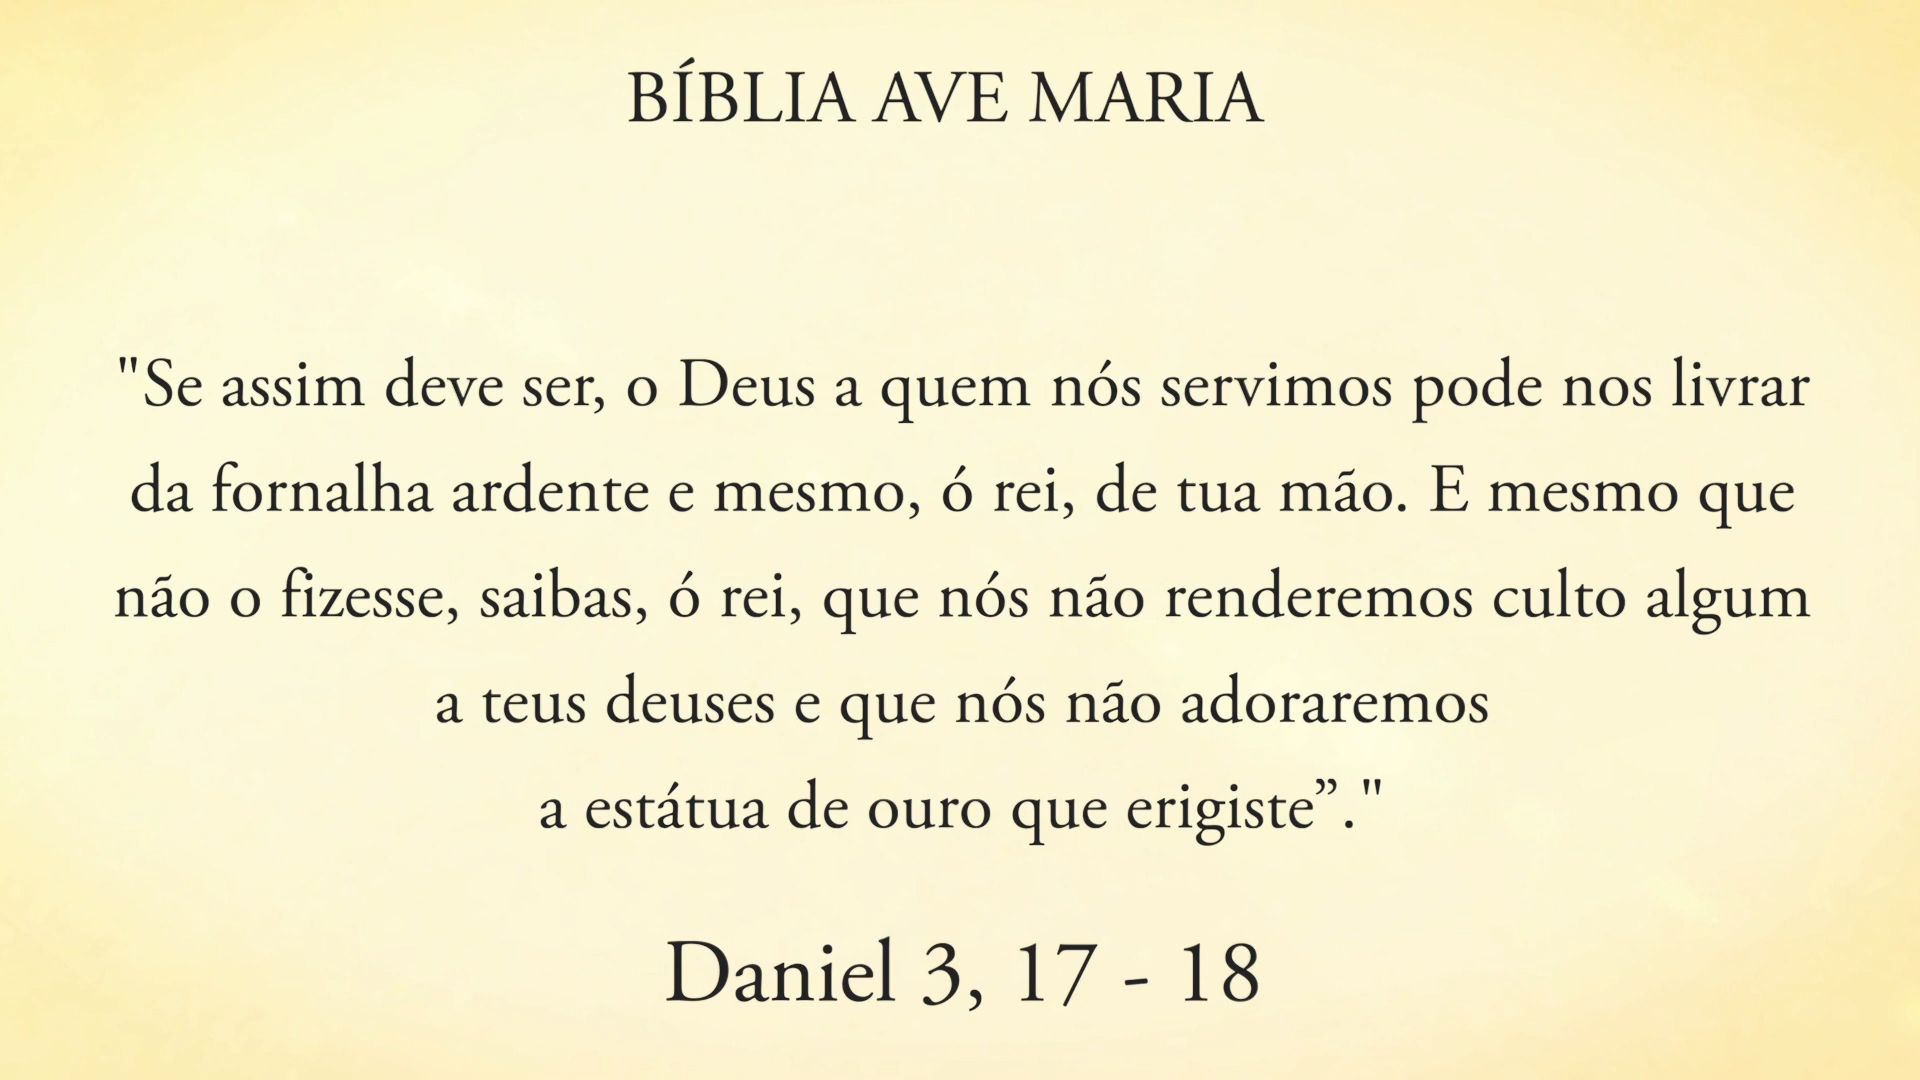 BÍBLIA AVE MARIA
"Se assim deve ser, o Deus a quem nós servimos pode nos livrar
da fornalha ardente e mesmo, ó rei, de tua mão. E mesmo que
não o fizesse, saibas, ó rei, que nós não renderemos culto algum
a teus deuses e que nós não adoraremos
a estátua de ouro que erigiste”."
Daniel 3, 17 - 18